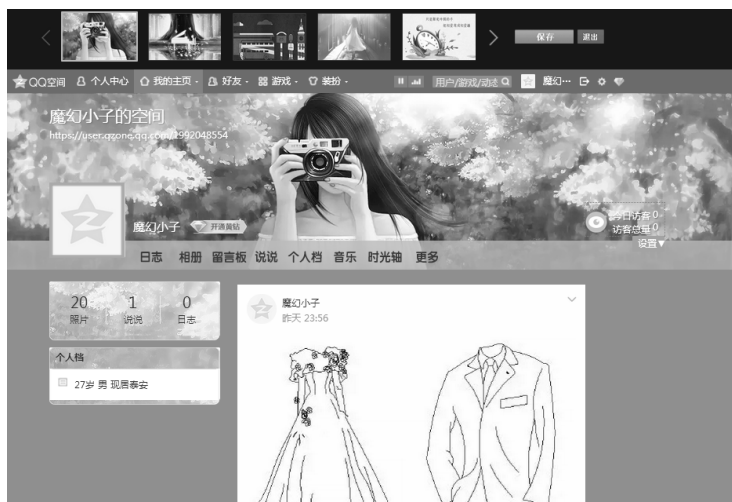 保存 退出
QQ空间 个人中心 我的主页 好友 游戏 装扮 用户/游戏/动态 魔幻···
魔幻小子的空间
https://user.qzone.qq.com/2992048554
魔幻小子 开通黄钻
今日访客 0
访客总量 0
设置
日志 相册 留言板 说说 个人档 音乐 时光轴 更多
20 1 0
照片 说说 日志
魔幻小子
昨天 23:56
个人档
27岁 男 现居泰安